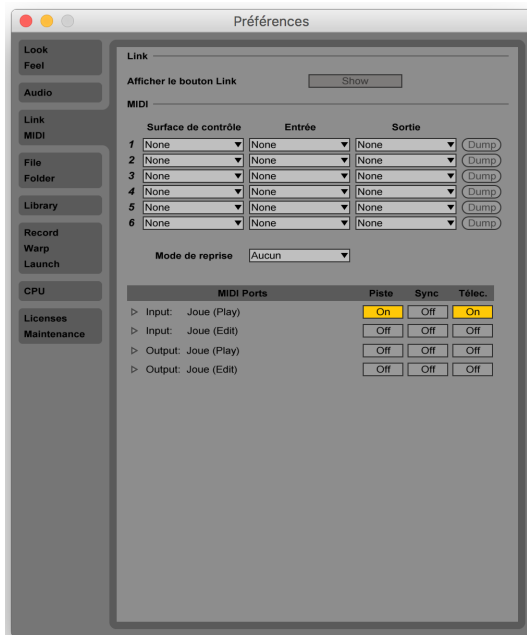 Préférences
Look
Feel
Audio
Link
MIDI
File
Folder
Library
Record
Warp
Launch
CPU
Licenses
Maintenance
Link
Afficher le bouton Link Show
MIDI
Surface de contrôle Entrée Sortie
1 None None None Dump
2 None None None Dump
3 None None None Dump
4 None None None Dump
5 None None None Dump
6 None None None Dump
Mode de reprise Aucun
MIDI Ports Piste Sync Télec.
Input: Joue (Play) On Off On
Input: Joue (Edit) Off Off Off
Output: Joue (Play) Off Off Off
Output: Joue (Edit) Off Off Off